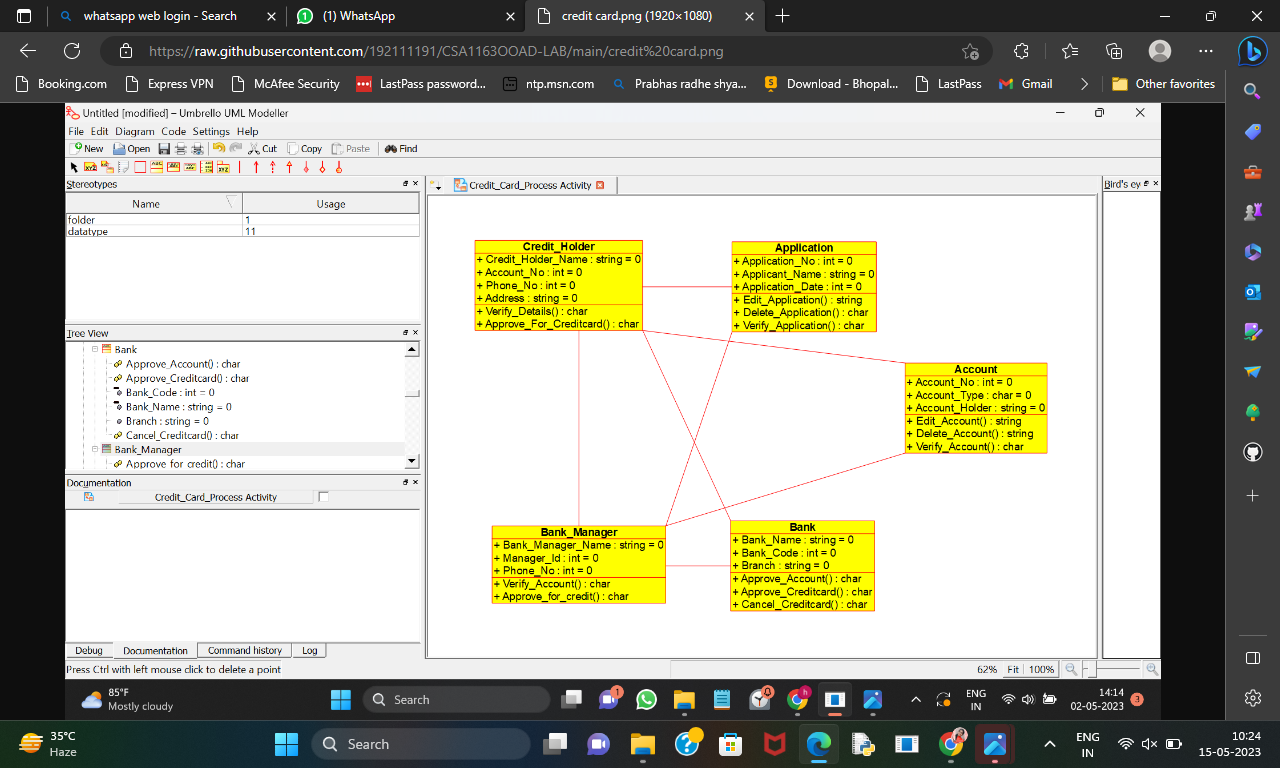 whatsapp web login - Search
(1) WhatsApp
credit card.png (1920×1080)
https://raw.githubusercontent.com/192111191/CSA1163OOAD-LAB/main/credit%20card.png
Booking.com
Express VPN
McAfee Security
LastPass password...
ntp.msn.com
Prabhas radhe shya...
Download - Bhopal...
LastPass
Gmail
Other favorites
Untitled [modified] – Umbrello UML Modeller
File Edit Diagram Code Settings Help
New Open Cut Copy Paste Find
Stereotypes
Name Usage
folder 1
datatype 11
Tree View
Bank
Approve_Account() : char
Approve_Creditcard() : char
Bank_Code : int = 0
Bank_Name : string = 0
Branch : string = 0
Cancel_Creditcard() : char
Bank_Manager
Approve for credit() : char
Documentation
Credit_Card_Process Activity
Debug Documentation Command history Log
Press Ctrl with left mouse click to delete a point
Credit_Card_Process Activity
Bird's ey
Credit_Holder
+ Credit_Holder_Name : string = 0
+ Account_No : int = 0
+ Phone_No : int = 0
+ Address : string = 0
+ Verify_Details() : char
+ Approve_For_Creditcard() : char
Application
+ Application_No : int = 0
+ Applicant_Name : string = 0
+ Application_Date : int = 0
+ Edit_Application() : string
+ Delete_Application() : char
+ Verify_Application() : char
Account
+ Account_No : int = 0
+ Account_Type : char = 0
+ Account_Holder : string = 0
+ Edit_Account() : string
+ Delete_Account() : string
+ Verify_Account() : char
Bank_Manager
+ Bank_Manager_Name : string = 0
+ Manager_Id : int = 0
+ Phone_No : int = 0
+ Verify_Account() : char
+ Approve_for_credit() : char
Bank
+ Bank_Name : string = 0
+ Bank_Code : int = 0
+ Branch : string = 0
+ Approve_Account() : char
+ Approve_Creditcard() : char
+ Cancel_Creditcard() : char
62% Fit 100%
85°F
Mostly cloudy
Search
ENG
IN
14:14
02-05-2023
3
35°C
Haze
Search
ENG
IN
10:24
15-05-2023